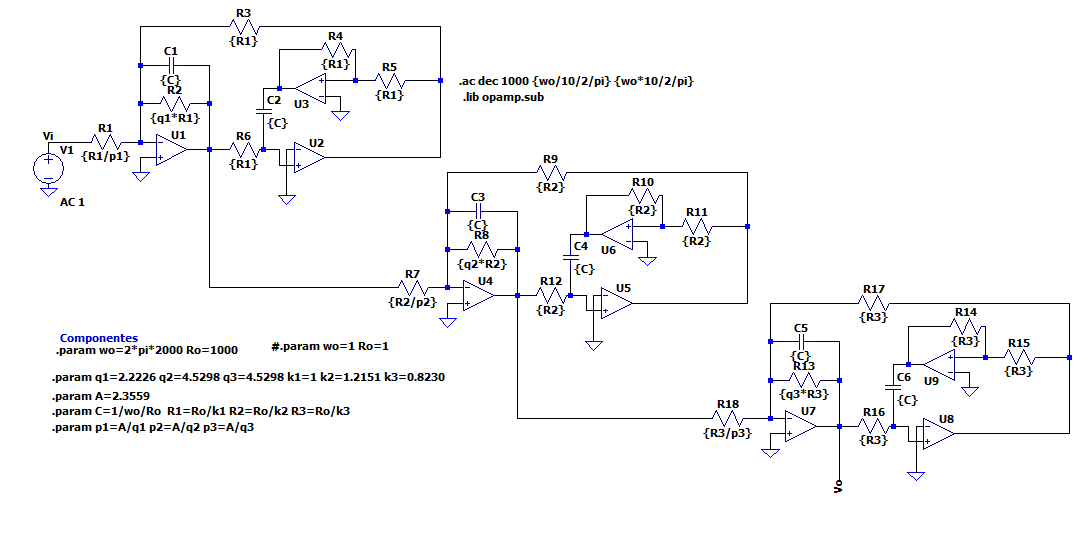 R3
{R1}
R4
{R1}
C1
{C}
R2
{q1*R1}
R5
{R1}
.ac dec 1000 {wo/10/2/pi} {wo*10/2/pi}
.lib opamp.sub
C2
{C}
U3
Vi
V1
R1
{R1/p1}
U1
R6
{R1}
U2
AC 1
R9
{R2}
R10
{R2}
C3
{C}
R8
{q2*R2}
R11
{R2}
C4
{C}
U6
R7
{R2/p2}
U4
R12
{R2}
U5
R17
{R3}
R14
{R3}
C5
{C}
R13
{q3*R3}
R15
{R3}
C6
{C}
U9
R18
{R3/p3}
U7
R16
{R3}
U8
Vo
Componentes
.param wo=2*pi*2000 Ro=1000
#.param wo=1 Ro=1
.param q1=2.2226 q2=4.5298 q3=4.5298 k1=1 k2=1.2151 k3=0.8230
.param A=2.3559
.param C=1/wo/Ro R1=Ro/k1 R2=Ro/k2 R3=Ro/k3
.param p1=A/q1 p2=A/q2 p3=A/q3